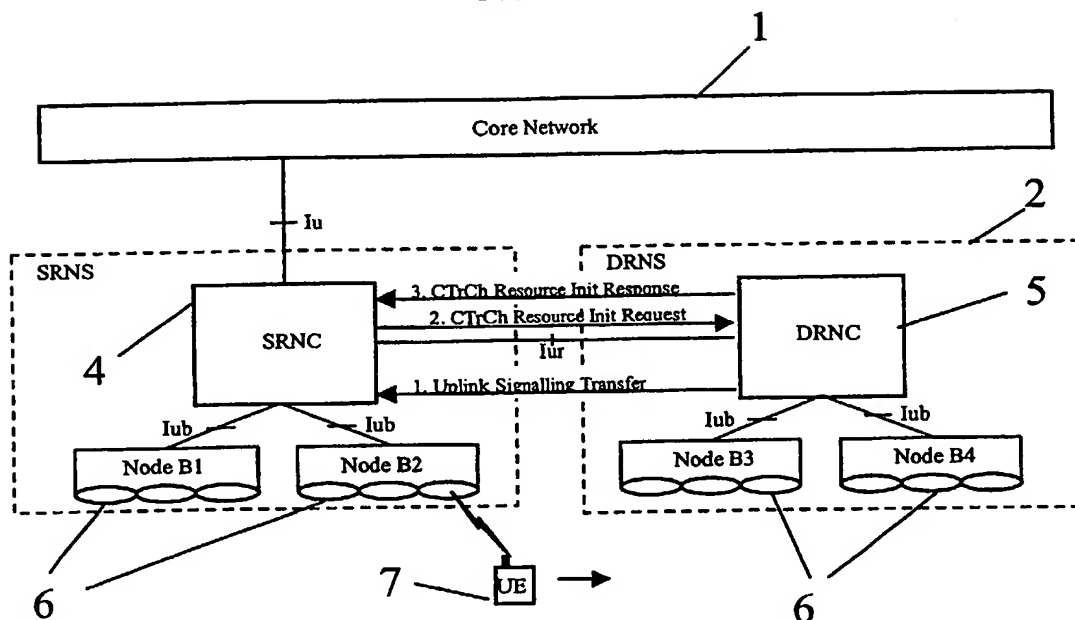 1
Core Network
Iu
2
SRNS
DRNS
3. CTrCh Resource Init Response
2. CTrCh Resource Init Request
Iur
1. Uplink Signalling Transfer
SRNC
DRNC
4
5
Iub
Iub
Iub
Iub
Node B1
Node B2
Node B3
Node B4
6
7
UE
6